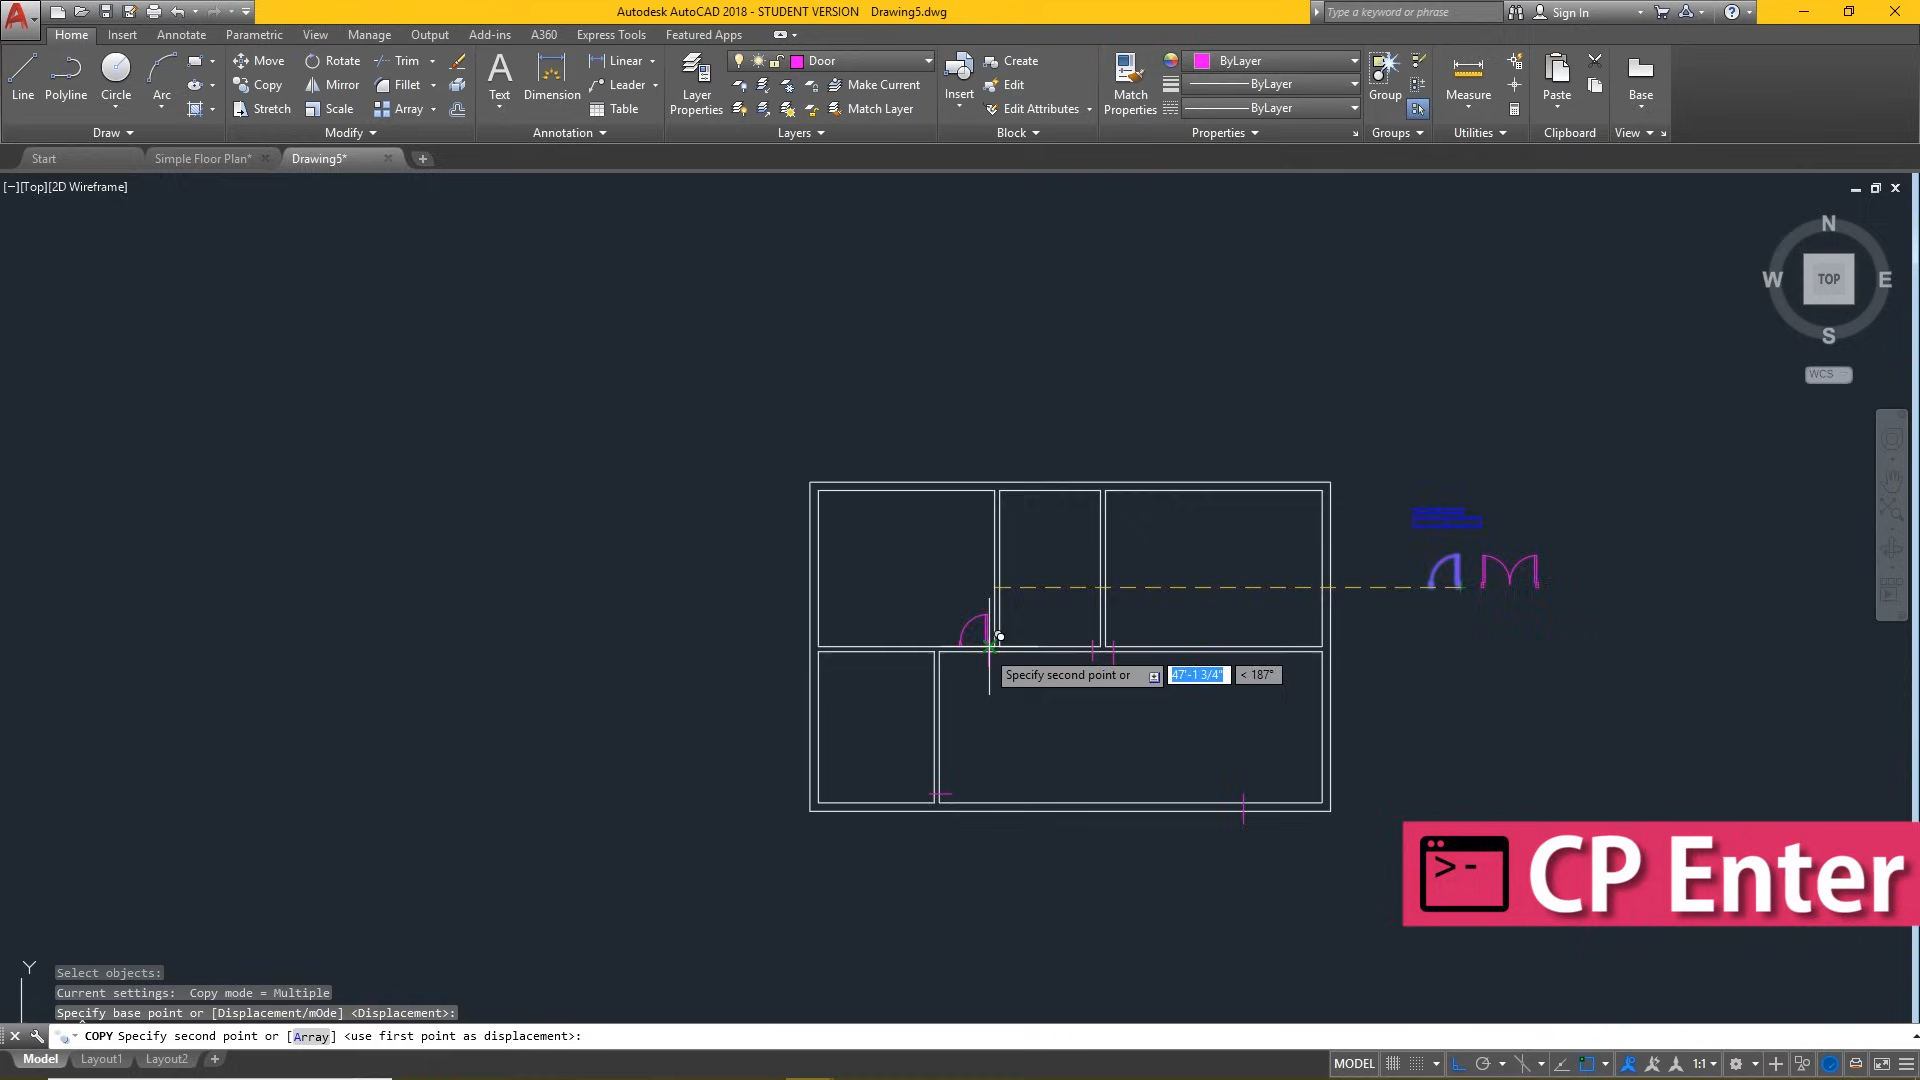 Autodesk AutoCAD 2018 - STUDENT VERSION Drawing5.dwg
Type a keyword or phrase
Sign In
Home Insert Annotate Parametric View Manage Output Add-ins A360 Express Tools Featured Apps
Line
Polyline
Circle
Arc
Draw
Move
Rotate
Trim
Copy
Mirror
Fillet
Stretch
Scale
Array
Modify
Text
Dimension
Linear
Leader
Table
Annotation
Layer Properties
Door
Make Current
Match Layer
Layers
Insert
Create
Edit
Edit Attributes
Block
Match Properties
ByLayer
ByLayer
ByLayer
Properties
Group
Groups
Measure
Utilities
Paste
Clipboard
Base
View
Start
Simple Floor Plan*
Drawing5*
[−][Top][2D Wireframe]
N
W TOP E
S
WCS
Specify second point or 47'-1 3/4" < 187°
>- CP Enter
Y
Select objects:
Current settings: Copy mode = Multiple
Specify base point or [Displacement/mOde] <Displacement>:
COPY Specify second point or [Array] <use first point as displacement>:
Model Layout1 Layout2
MODEL 1:1